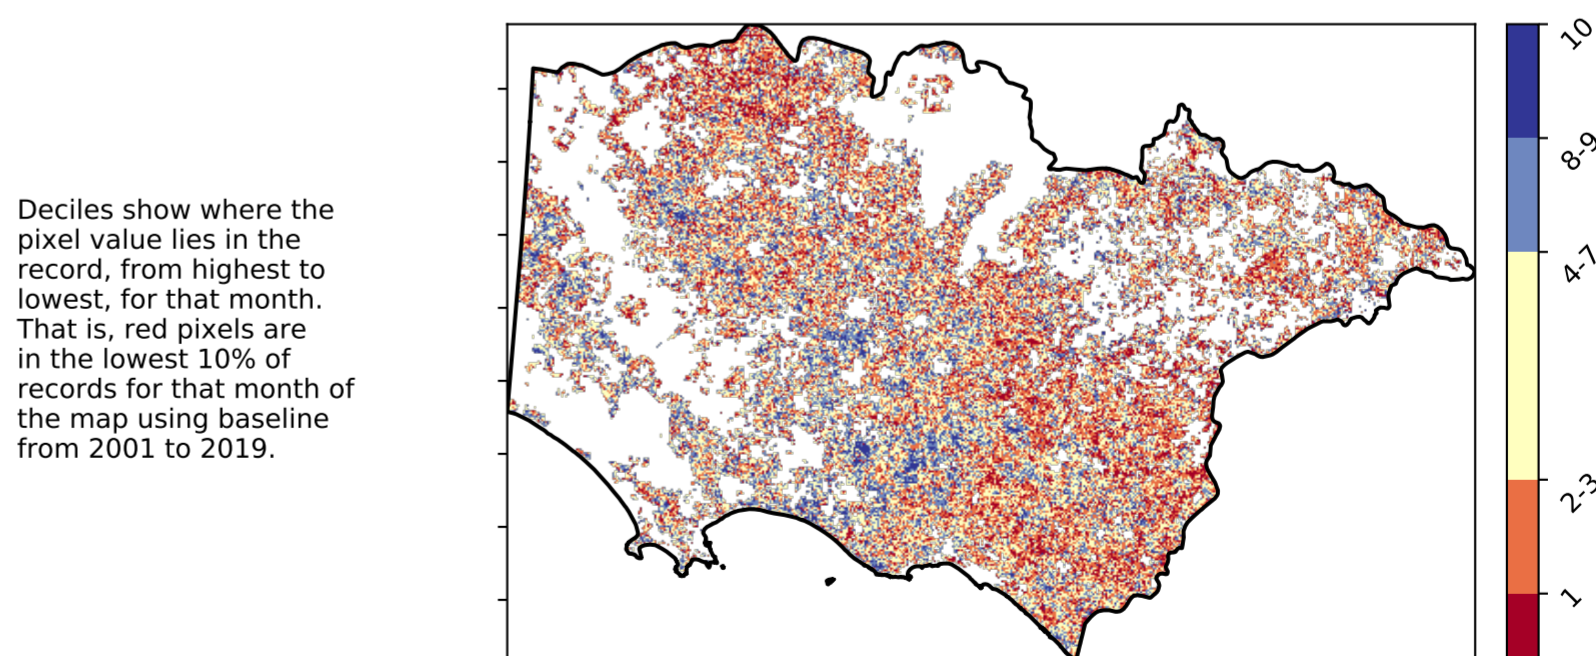 Deciles show where the
pixel value lies in the
record, from highest to
lowest, for that month.
That is, red pixels are
in the lowest 10% of
records for that month of
the map using baseline
from 2001 to 2019.
10
8-9
4-7
2-3
1